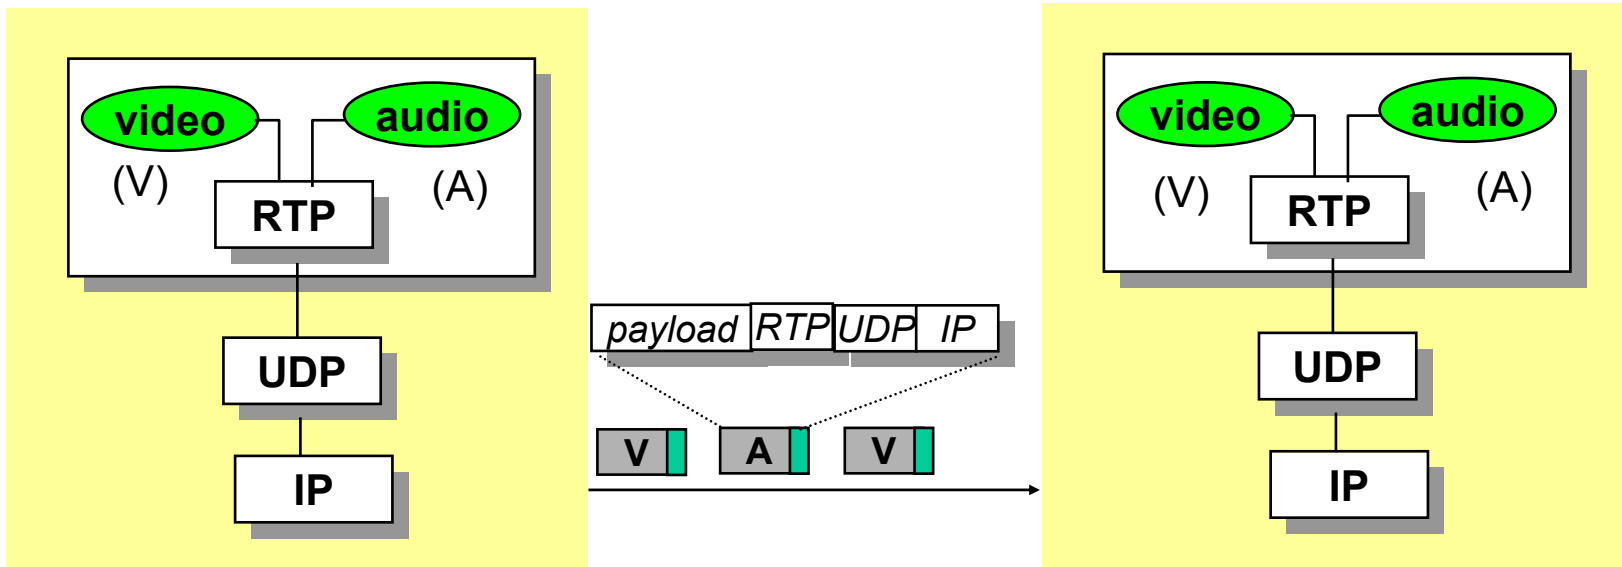 video
audio
(V)
(A)
RTP
UDP
IP
payload RTP UDP IP
V A V
video
audio
(V)
(A)
RTP
UDP
IP